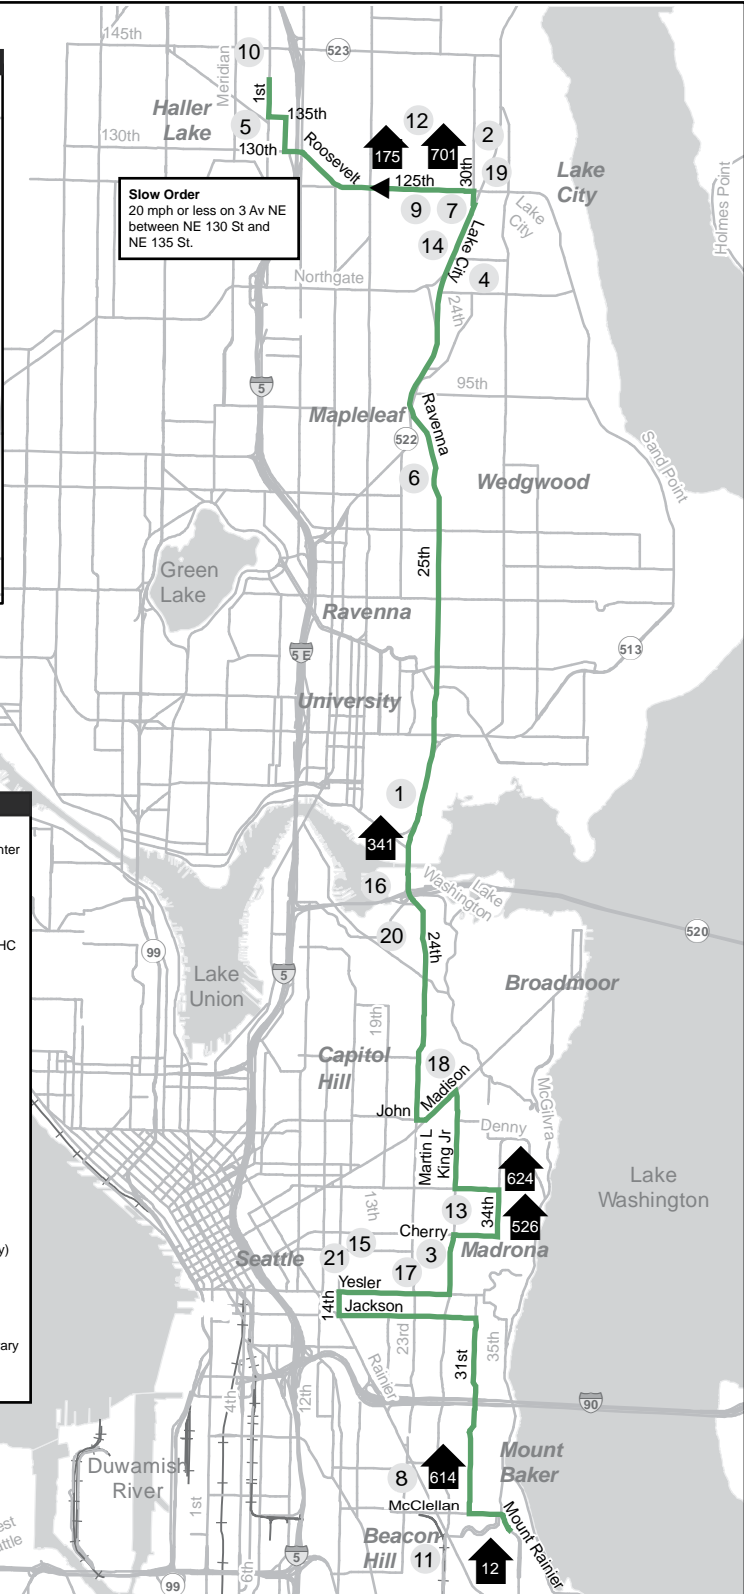 145th
10
523
Meridian
1st
Haller
Lake
135th
12
5
130th
130th
Roosevelt
175
701
30th
2
125th
19
Lake
City
Holmes Point
Slow Order
20 mph or less on 3 Av NE
between NE 130 St and
NE 135 St.
9
7
Lake
City
14
Lake City
Northgate
4
24th
5
95th
Mapleleaf
Ravenna
522
Sand Point
6
Wedgwood
25th
Green
Lake
Ravenna
5 E
513
University
1
nter
341
16
Lake
Washington
20
24th
520
HC
99
Lake
Union
5
Broadmoor
19th
Capitol
Hill
18
Madison
John
McGilvra
Denny
Martin L
King Jr
624
Lake
Washington
13th
13
34th
526
Cherry
15
3
Madrona
y)
Seattle
21
17
Yesler
14th
Jackson
23rd
31st
35th
ary
Rainier
4th
12th
90
Duwamish
River
Mount
Baker
8
614
1st
McClellan
Mount Rainier
Beacon
Hill
11
12
est
attle
5
99
6th